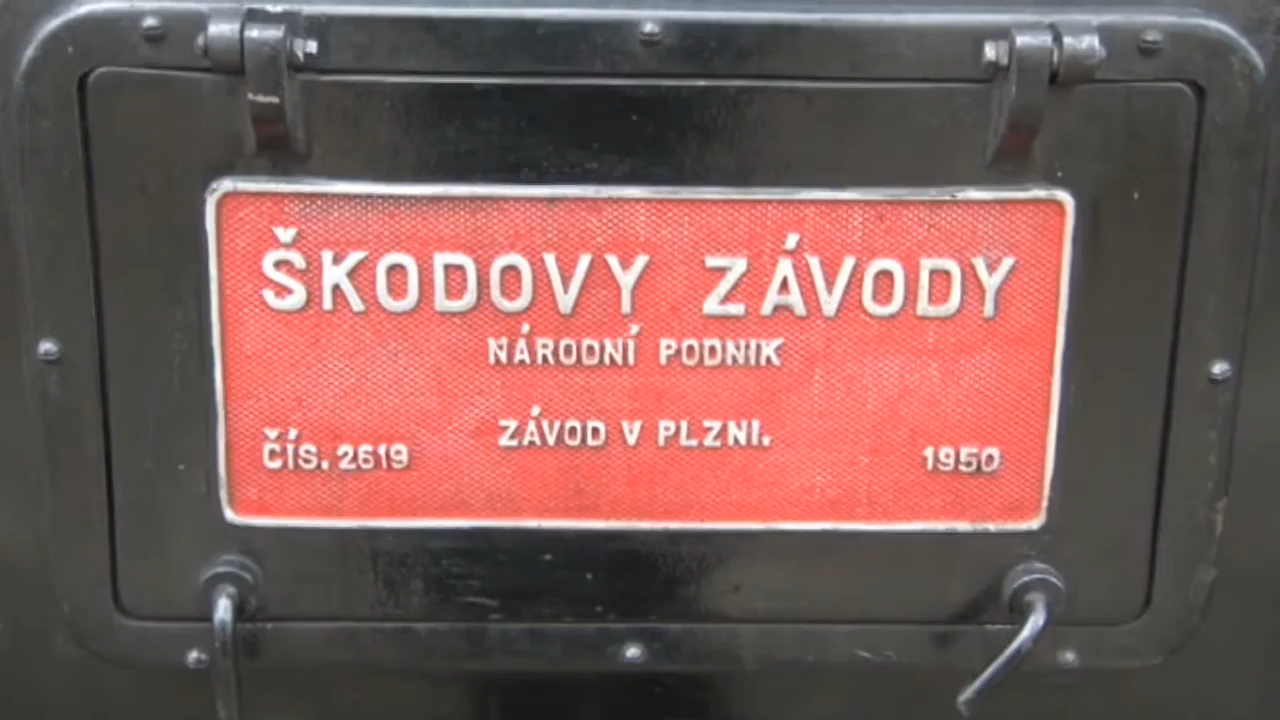 ŠKODOVY ZÁVODY
NÁRODNÍ PODNIK
ZÁVOD V PLZNI.
ČÍS. 2619
1950